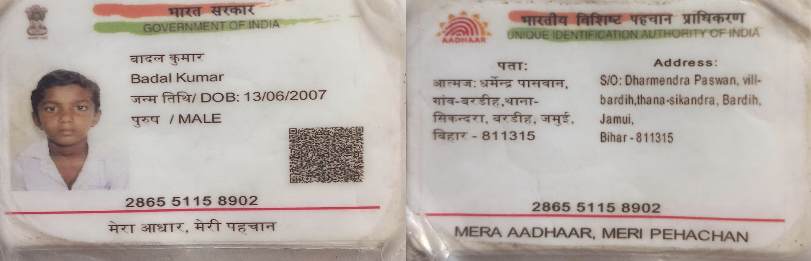 भारत सरकार
GOVERNMENT OF INDIA
बादल कुमार
Badal Kumar
जन्म तिथि/ DOB: 13/06/2007
पुरुष / MALE
2865 5115 8902
मेरा आधार, मेरी पहचान
भारतीय विशिष्ट पहचान प्राधिकरण
UNIQUE IDENTIFICATION AUTHORITY OF INDIA
AADHAAR
पता:
आत्मज: धर्मेन्द्र पासवान,
गांव-बरडीह,थाना-
सिकन्दरा, बरडीह, जमुई,
बिहार - 811315
Address:
S/O: Dharmendra Paswan, vill-
bardih,thana-sikandra, Bardih,
Jamui,
Bihar - 811315
2865 5115 8902
MERA AADHAAR, MERI PEHACHAN